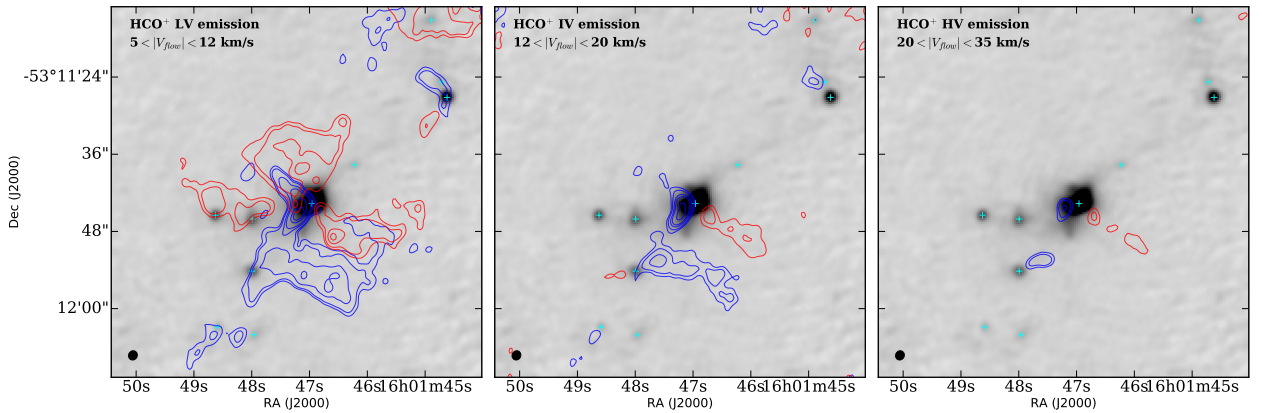 HCO⁺ LV emission
5 < |V_flow| < 12 km/s
HCO⁺ IV emission
12 < |V_flow| < 20 km/s
HCO⁺ HV emission
20 < |V_flow| < 35 km/s
Dec (J2000)
-53°11'24"
36"
48"
12'00"
50s 49s 48s 47s 46s 16h01m45s
50s 49s 48s 47s 46s 16h01m45s
50s 49s 48s 47s 46s 16h01m45s
RA (J2000) RA (J2000) RA (J2000)